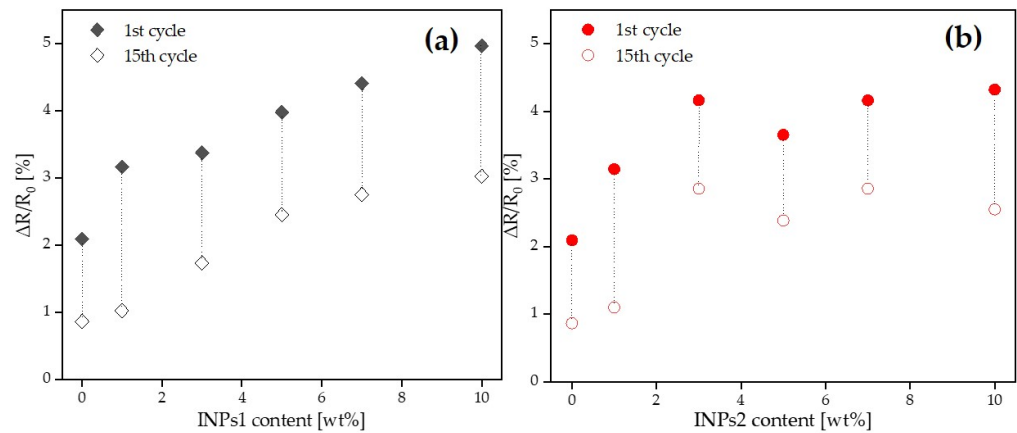 (a)
1st cycle
15th cycle
5
4
3
2
1
0
ΔR/R0 [%]
0 2 4 6 8 10
INPs1 content [wt%]
(b)
1st cycle
15th cycle
5
4
3
2
1
0
ΔR/R0 [%]
0 2 4 6 8 10
INPs2 content [wt%]